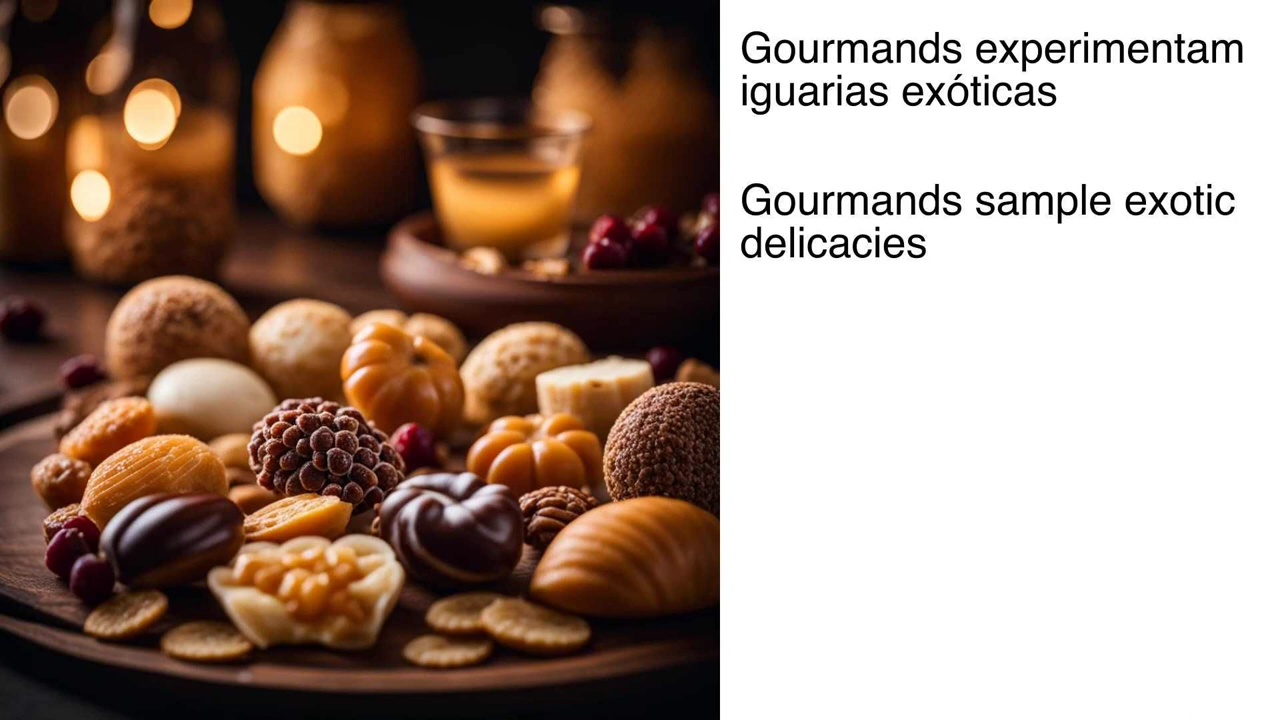 Gourmands experimentam
iguarias exóticas
Gourmands sample exotic
delicacies